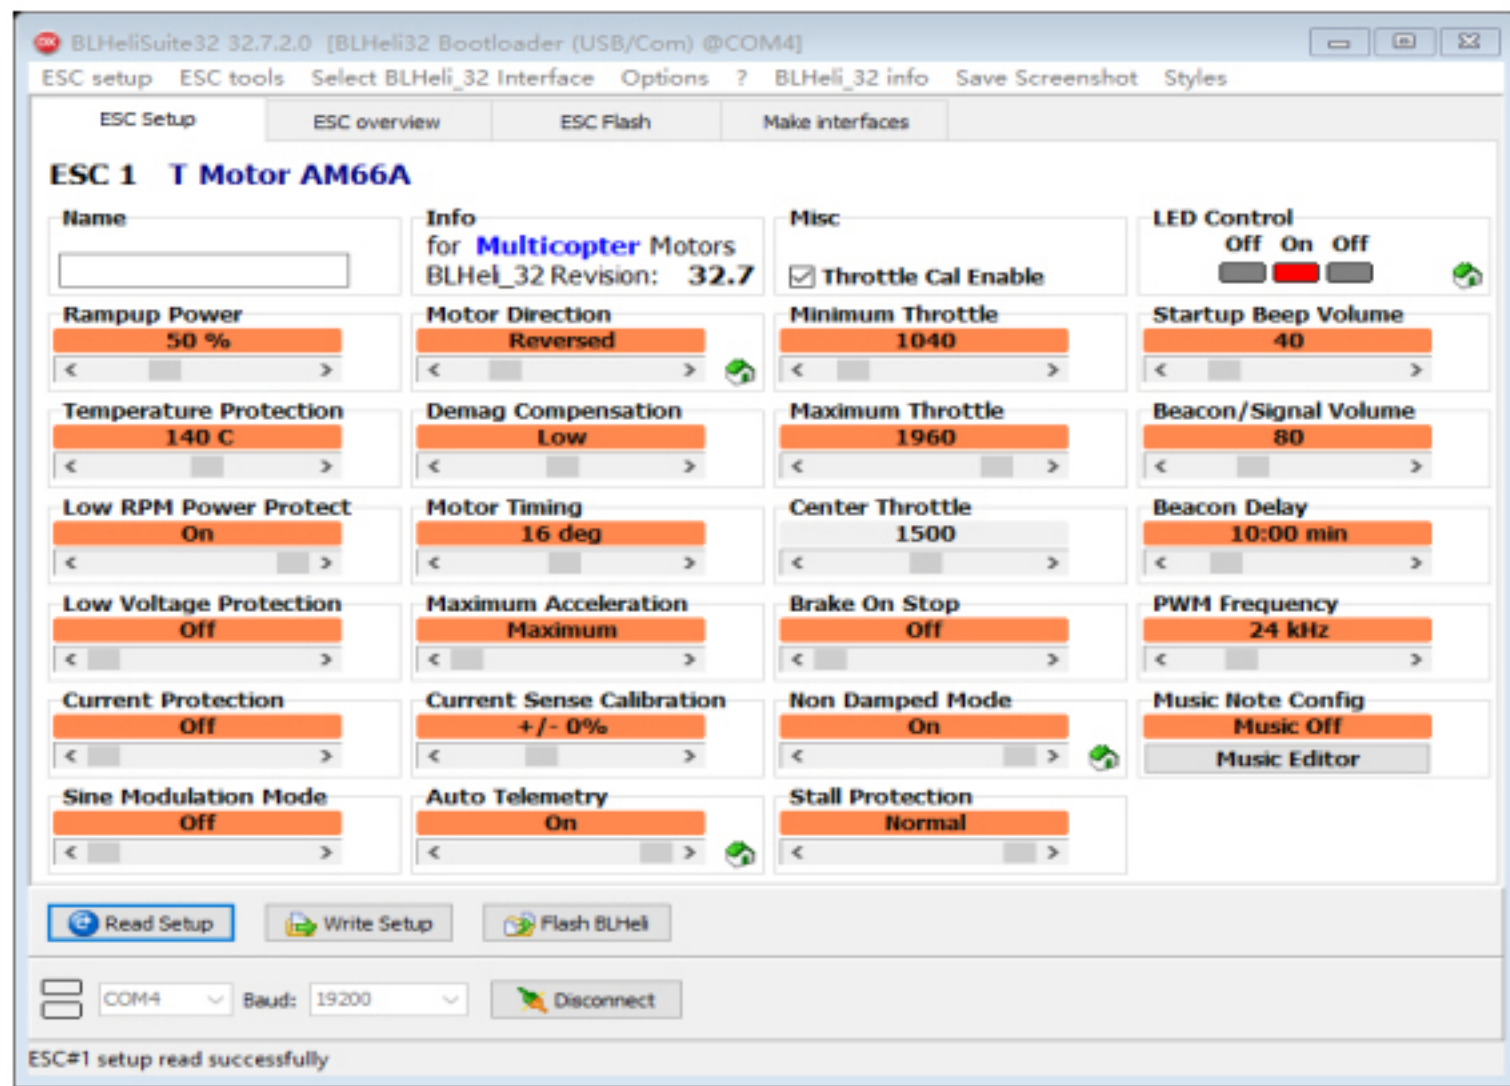 BLHeliSuite32 32.7.2.0 [BLHeli32 Bootloader (USB/Com) @COM4]
ESC setup ESC tools Select BLHeli_32 Interface Options ? BLHeli_32 info Save Screenshot Styles
ESC Setup ESC overview ESC Flash Make interfaces
ESC 1 T Motor AM66A
Name Info Misc LED Control
for Multicopter Motors Off On Off
BLHeli_32 Revision: 32.7 Throttle Cal Enable
Rampup Power Motor Direction Minimum Throttle Startup Beep Volume
50 % Reversed 1040 40
Temperature Protection Demag Compensation Maximum Throttle Beacon/Signal Volume
140 C Low 1960 80
Low RPM Power Protect Motor Timing Center Throttle Beacon Delay
On 16 deg 1500 10:00 min
Low Voltage Protection Maximum Acceleration Brake On Stop PWM Frequency
Off Maximum Off 24 kHz
Current Protection Current Sense Calibration Non Damped Mode Music Note Config
Off +/- 0% On Music Off
Music Editor
Sine Modulation Mode Auto Telemetry Stall Protection
Off On Normal
Read Setup Write Setup Flash BLHeli
COM4 Baud: 19200 Disconnect
ESC#1 setup read successfully